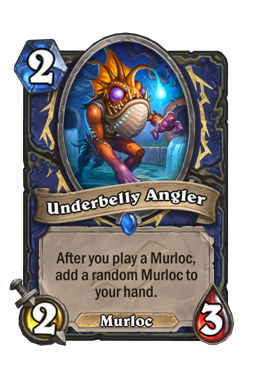 2
Underbelly Angler
After you play a Murloc,
add a random Murloc to
your hand.
2
Murloc
3